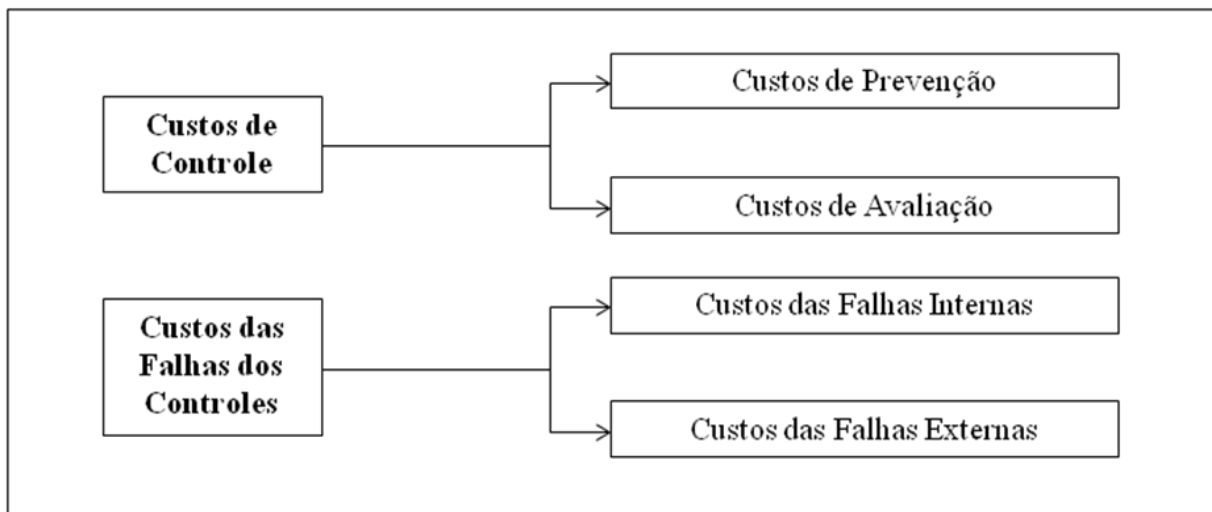 Custos de
Controle
Custos de Prevenção
Custos de Avaliação
Custos das
Falhas dos
Controles
Custos das Falhas Internas
Custos das Falhas Externas